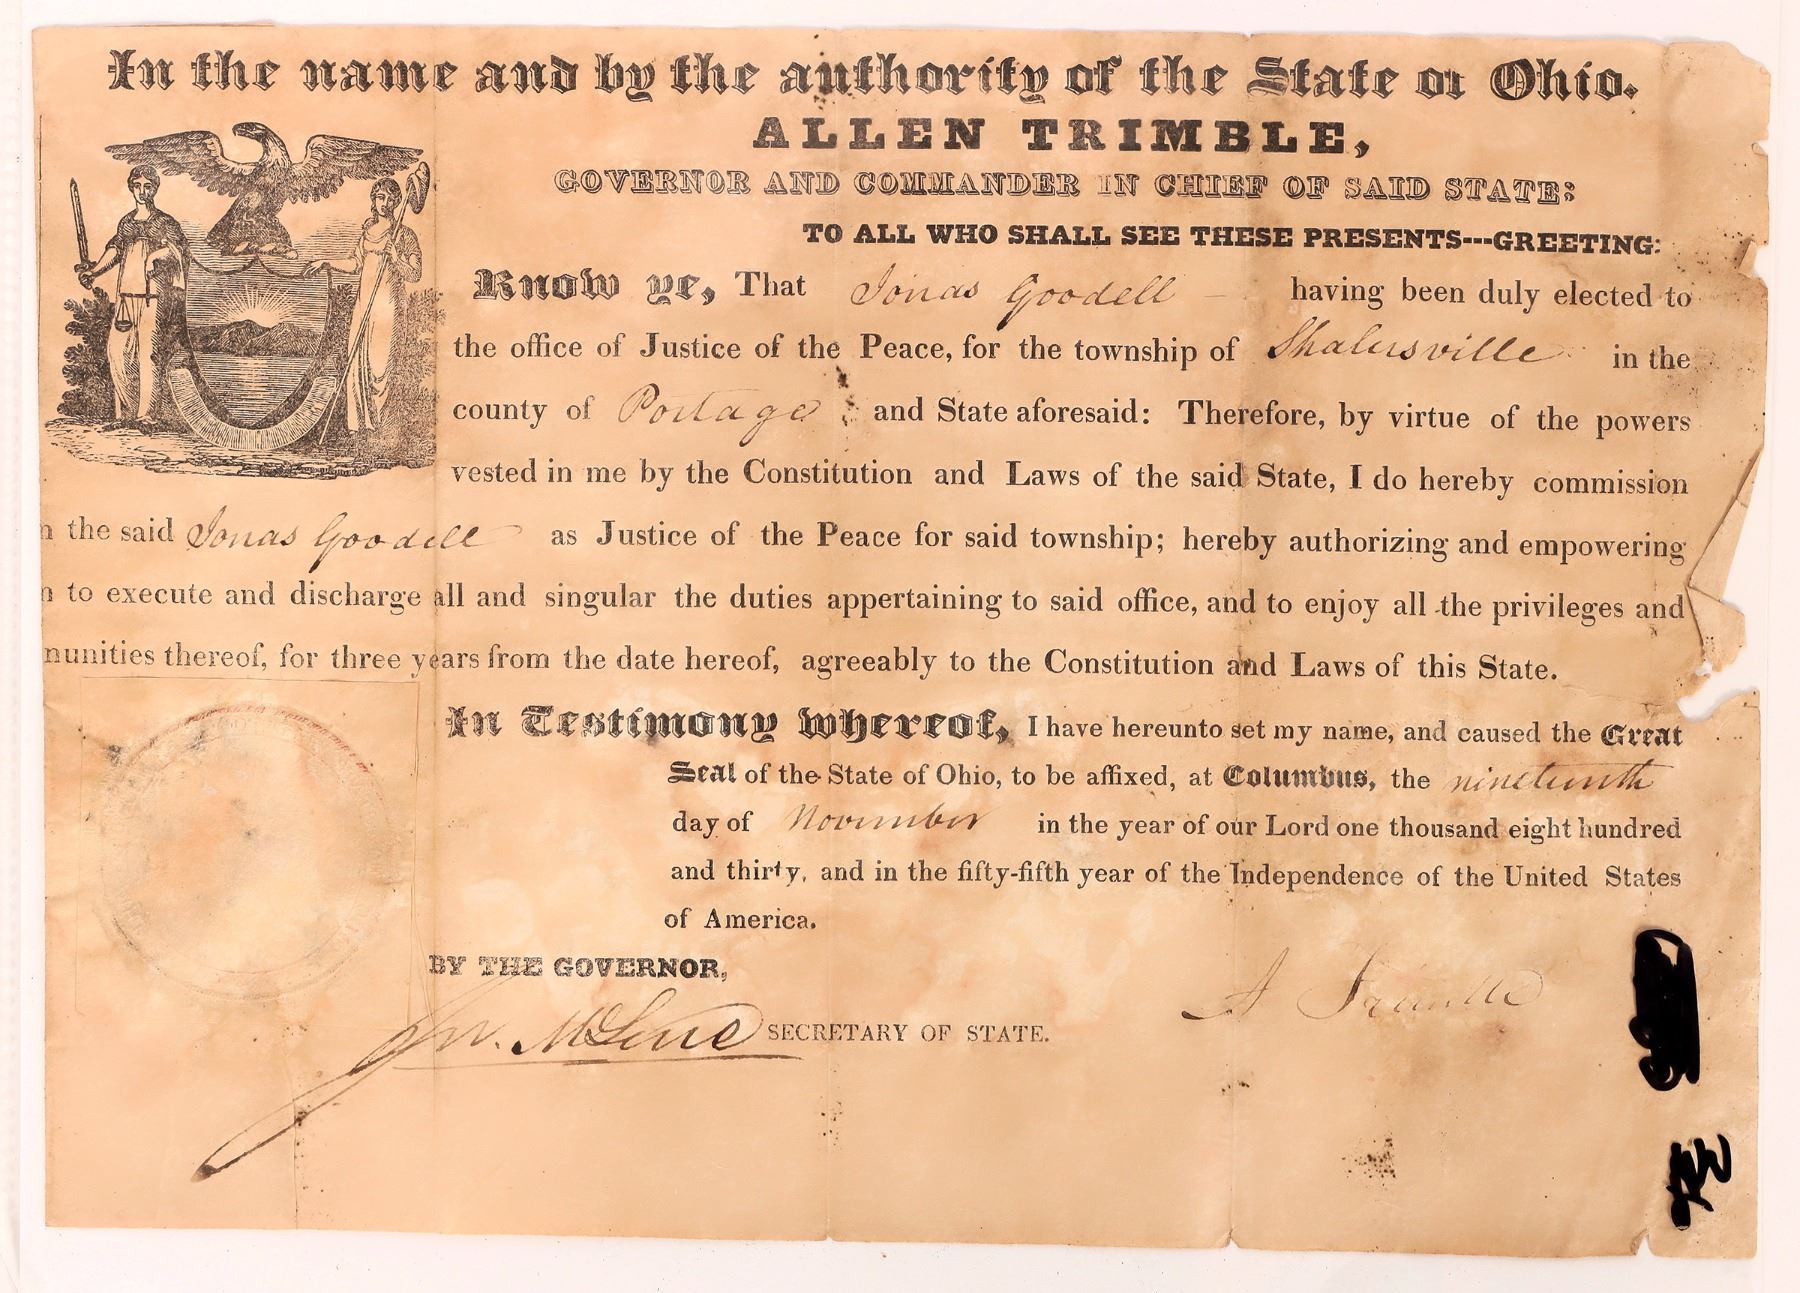 In the name and by the authority of the State of Ohio.
ALLEN TRIMBLE,
GOVERNOR AND COMMANDER IN CHIEF OF SAID STATE:
TO ALL WHO SHALL SEE THESE PRESENTS---GREETING:
Know ye, That Jonas Goodell having been duly elected to
the office of Justice of the Peace, for the township of Shalersville in the
county of Portage and State aforesaid: Therefore, by virtue of the powers
vested in me by the Constitution and Laws of the said State, I do hereby commission
the said Jonas Goodell as Justice of the Peace for said township; hereby authorizing and empowering
to execute and discharge all and singular the duties appertaining to said office, and to enjoy all the privileges and
nunities thereof, for three years from the date hereof, agreeably to the Constitution and Laws of this State.
In Testimony whereof, I have hereunto set my name, and caused the Great
Seal of the State of Ohio, to be affixed, at Columbus, the nineteenth
day of November in the year of our Lord one thousand eight hundred
and thirty, and in the fifty-fifth year of the Independence of the United States
of America.
BY THE GOVERNOR,
A Trimble
SECRETARY OF STATE.